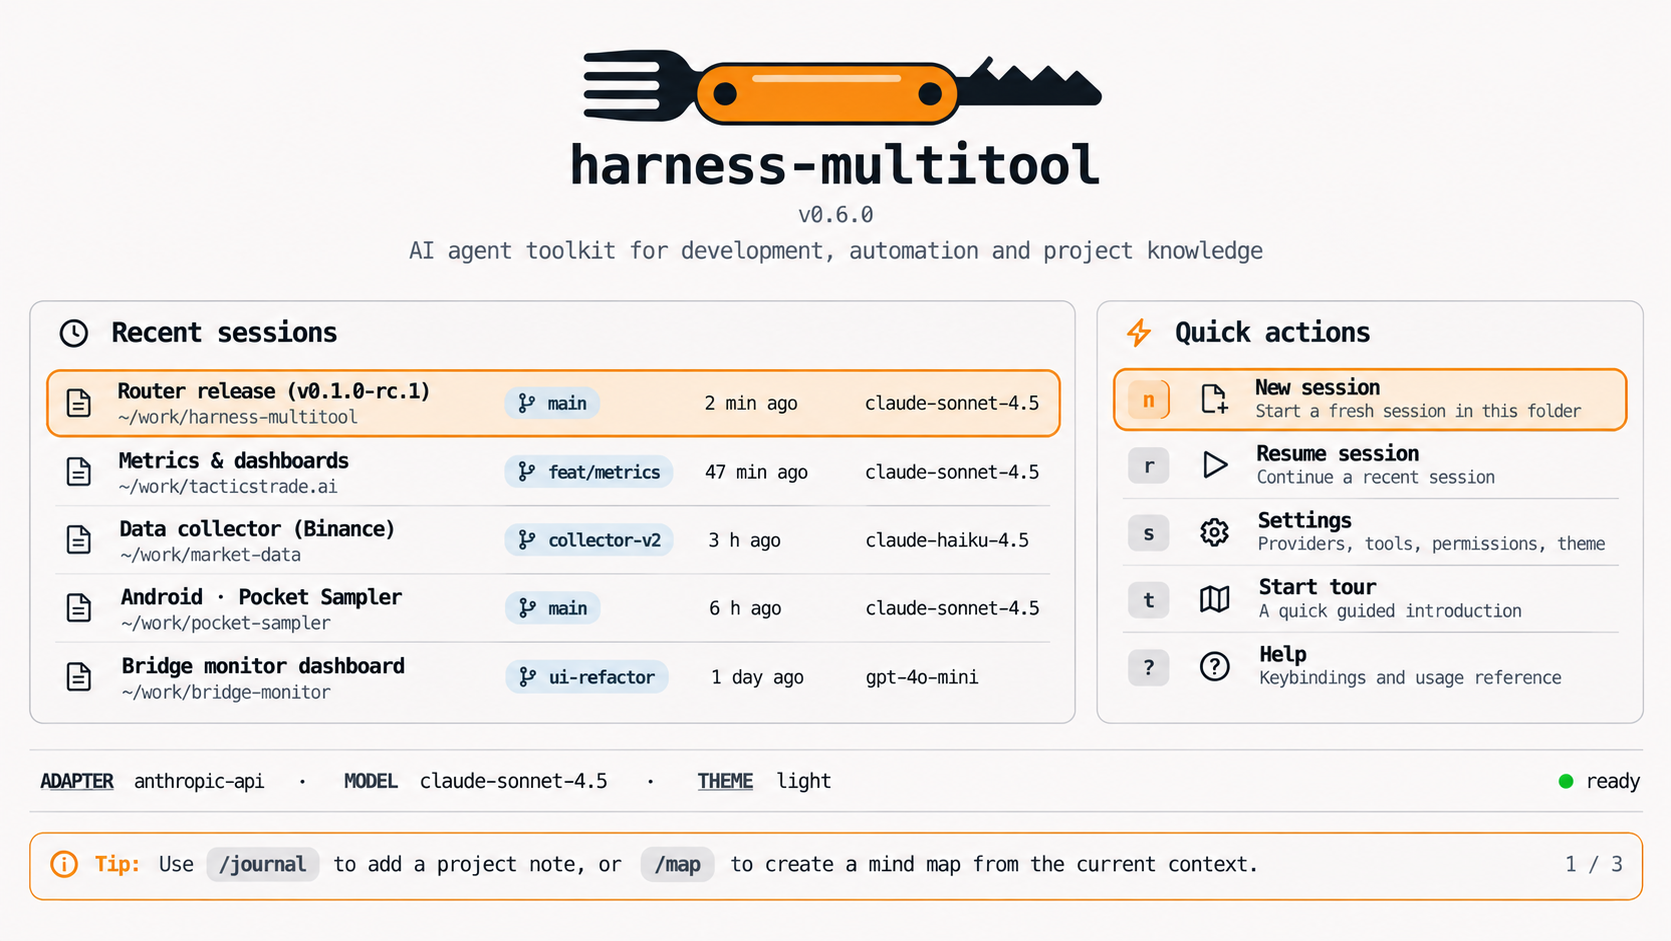 harness-multitool
v0.6.0
AI agent toolkit for development, automation and project knowledge
Recent sessions
Router release (v0.1.0-rc.1)
~/work/harness-multitool
main
2 min ago
claude-sonnet-4.5
Metrics & dashboards
~/work/tacticstrade.ai
feat/metrics
47 min ago
claude-sonnet-4.5
Data collector (Binance)
~/work/market-data
collector-v2
3 h ago
claude-haiku-4.5
Android · Pocket Sampler
~/work/pocket-sampler
main
6 h ago
claude-sonnet-4.5
Bridge monitor dashboard
~/work/bridge-monitor
ui-refactor
1 day ago
gpt-4o-mini
Quick actions
n
New session
Start a fresh session in this folder
r
Resume session
Continue a recent session
s
Settings
Providers, tools, permissions, theme
t
Start tour
A quick guided introduction
?
Help
Keybindings and usage reference
ADAPTER anthropic-api · MODEL claude-sonnet-4.5 · THEME light
ready
Tip: Use /journal to add a project note, or /map to create a mind map from the current context.
1 / 3